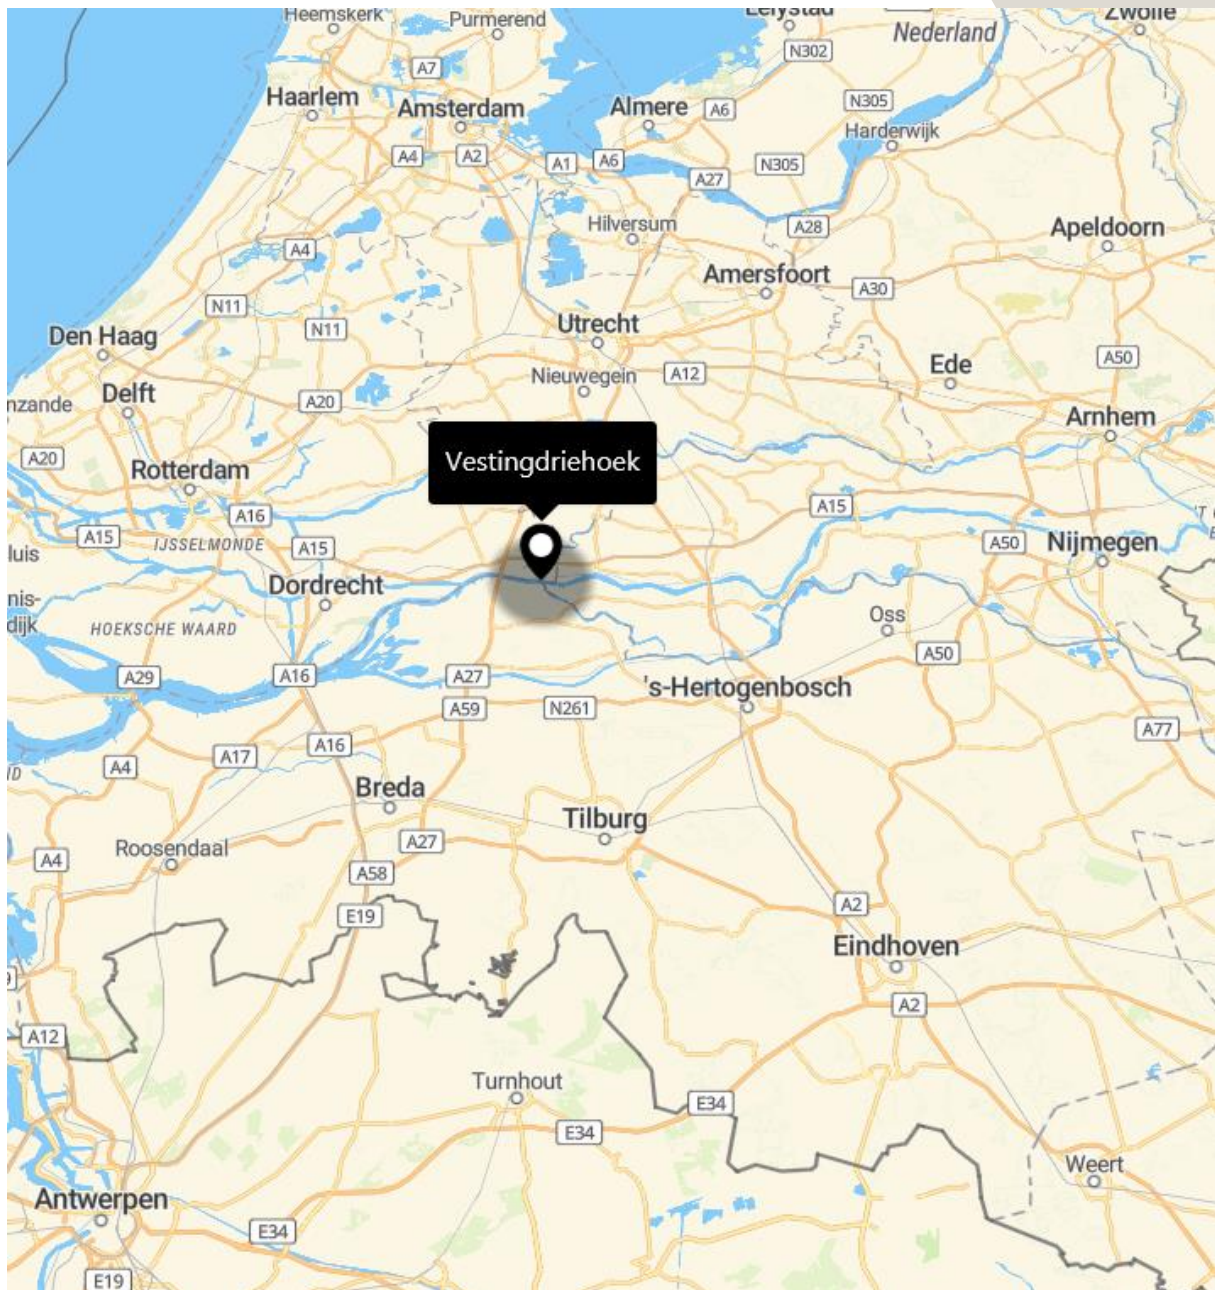 Heemskerk
Purmerend
Lelystad
Zwolle
Nederland
N302
A7
Haarlem
Amsterdam
Almere
A6
N305
Harderwijk
A4
A2
A1
A6
N305
A27
Hilversum
A28
Apeldoorn
A4
Amersfoort
A30
N11
N11
Utrecht
Den Haag
A50
Nieuwegein
A12
Ede
nzande
Delft
A20
Arnhem
A20
Rotterdam
Vestingdriehoek
A16
A15
A15
IJSSELMONDE
A15
luis
A50
Nijmegen
Dordrecht
nis-
dijk
HOEKSCHE WAARD
Oss
A50
A29
A16
A27
's-Hertogenbosch
A59
N261
A77
A16
A17
A4
Breda
Tilburg
A27
Roosendaal
A4
A58
A2
E19
Eindhoven
A2
A12
Turnhout
E34
E34
Weert
Antwerpen
E34
E19